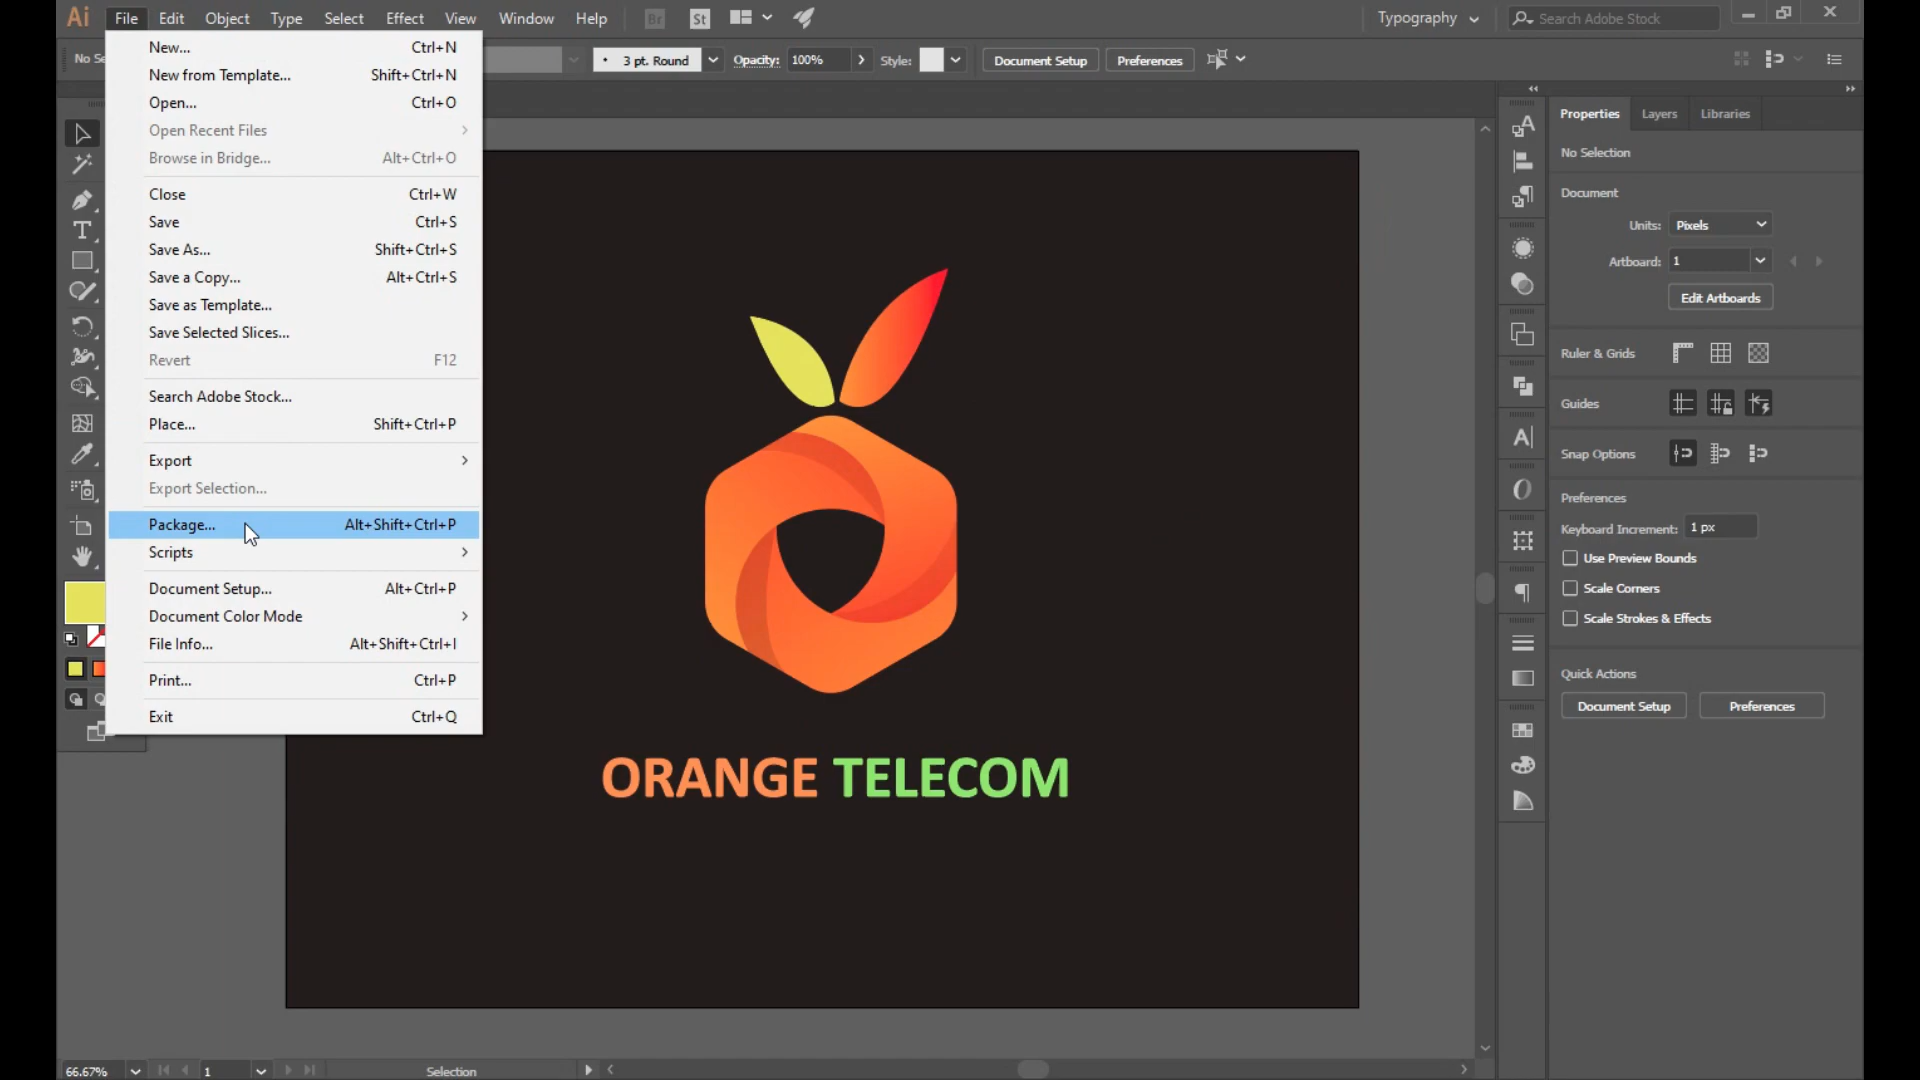 Ai File Edit Object Type Select Effect View Window Help Br St Typography Search Adobe Stock
No Se 3 pt. Round Opacity: 100% Style: Document Setup Preferences
New... Ctrl+N
New from Template... Shift+Ctrl+N
Open... Ctrl+O
Open Recent Files
Browse in Bridge... Alt+Ctrl+O
Close Ctrl+W
Save Ctrl+S
Save As... Shift+Ctrl+S
Save a Copy... Alt+Ctrl+S
Save as Template...
Save Selected Slices...
Revert F12
Search Adobe Stock...
Place... Shift+Ctrl+P
Export
Export Selection...
Package... Alt+Shift+Ctrl+P
Scripts
Document Setup... Alt+Ctrl+P
Document Color Mode
File Info... Alt+Shift+Ctrl+I
Print... Ctrl+P
Exit Ctrl+Q
ORANGE TELECOM
Properties Layers Libraries
No Selection
Document
Units: Pixels
Artboard: 1
Edit Artboards
Ruler & Grids
Guides
Snap Options
Preferences
Keyboard Increment: 1 px
Use Preview Bounds
Scale Corners
Scale Strokes & Effects
Quick Actions
Document Setup Preferences
66.67% 1 Selection